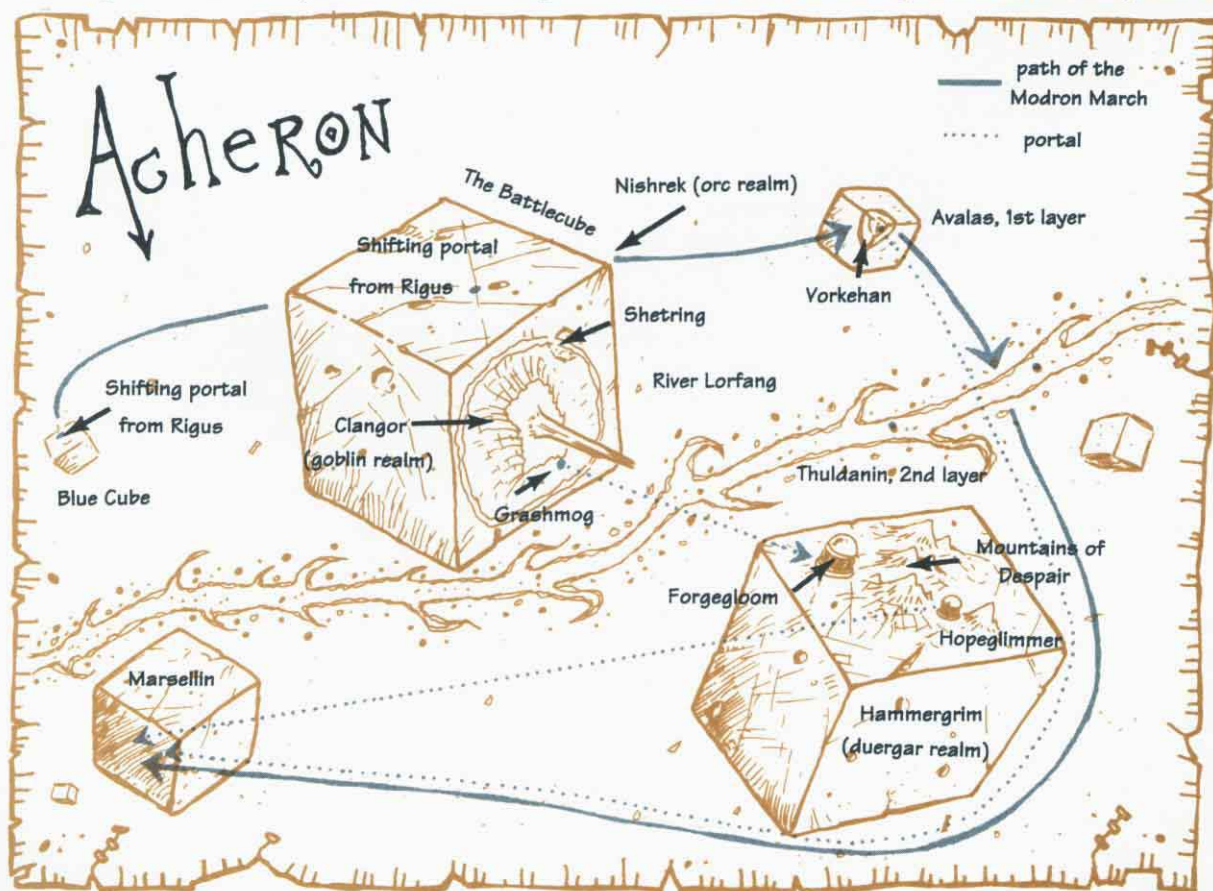 Acheron
path of the
Modron March
portal
The Battlecube
Nishrek (orc realm)
Avalas, 1st layer
Shifting portal
from Rigus
Vorkehan
Shetring
River Lorfang
Shifting portal
from Rigus
Clangor
(goblin realm)
Blue Cube
Grashmog
Thuldanin, 2nd layer
Mountains of
Despair
Forgegloom
Hopeglimmer
Marsellin
Hammergrim
(duergar realm)